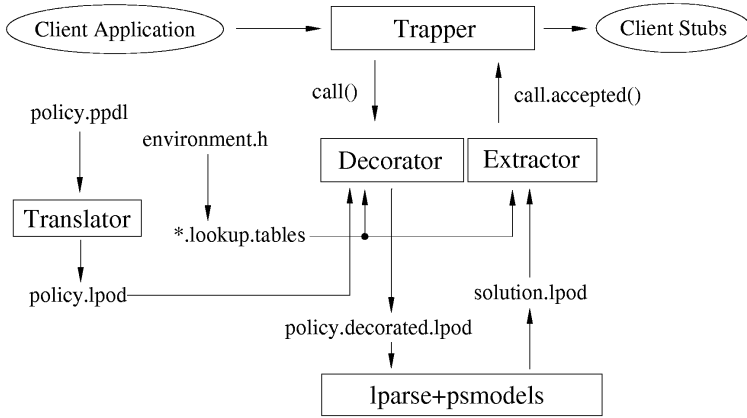 Client Application
Trapper
Client Stubs
call()
call.accepted()
policy.ppdl
environment.h
Decorator
Extractor
Translator
*.lookup.tables
policy.lpod
solution.lpod
policy.decorated.lpod
lparse+psmodels